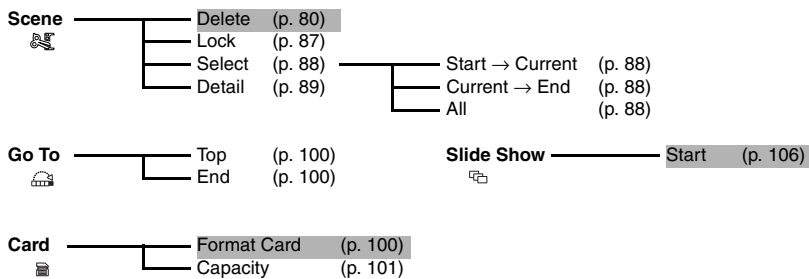 Scene Delete (p. 80)
Lock (p. 87)
Select (p. 88) Start → Current (p. 88)
Detail (p. 89) Current → End (p. 88)
All (p. 88)
Go To Top (p. 100)
End (p. 100)
Slide Show Start (p. 106)
Card Format Card (p. 100)
Capacity (p. 101)